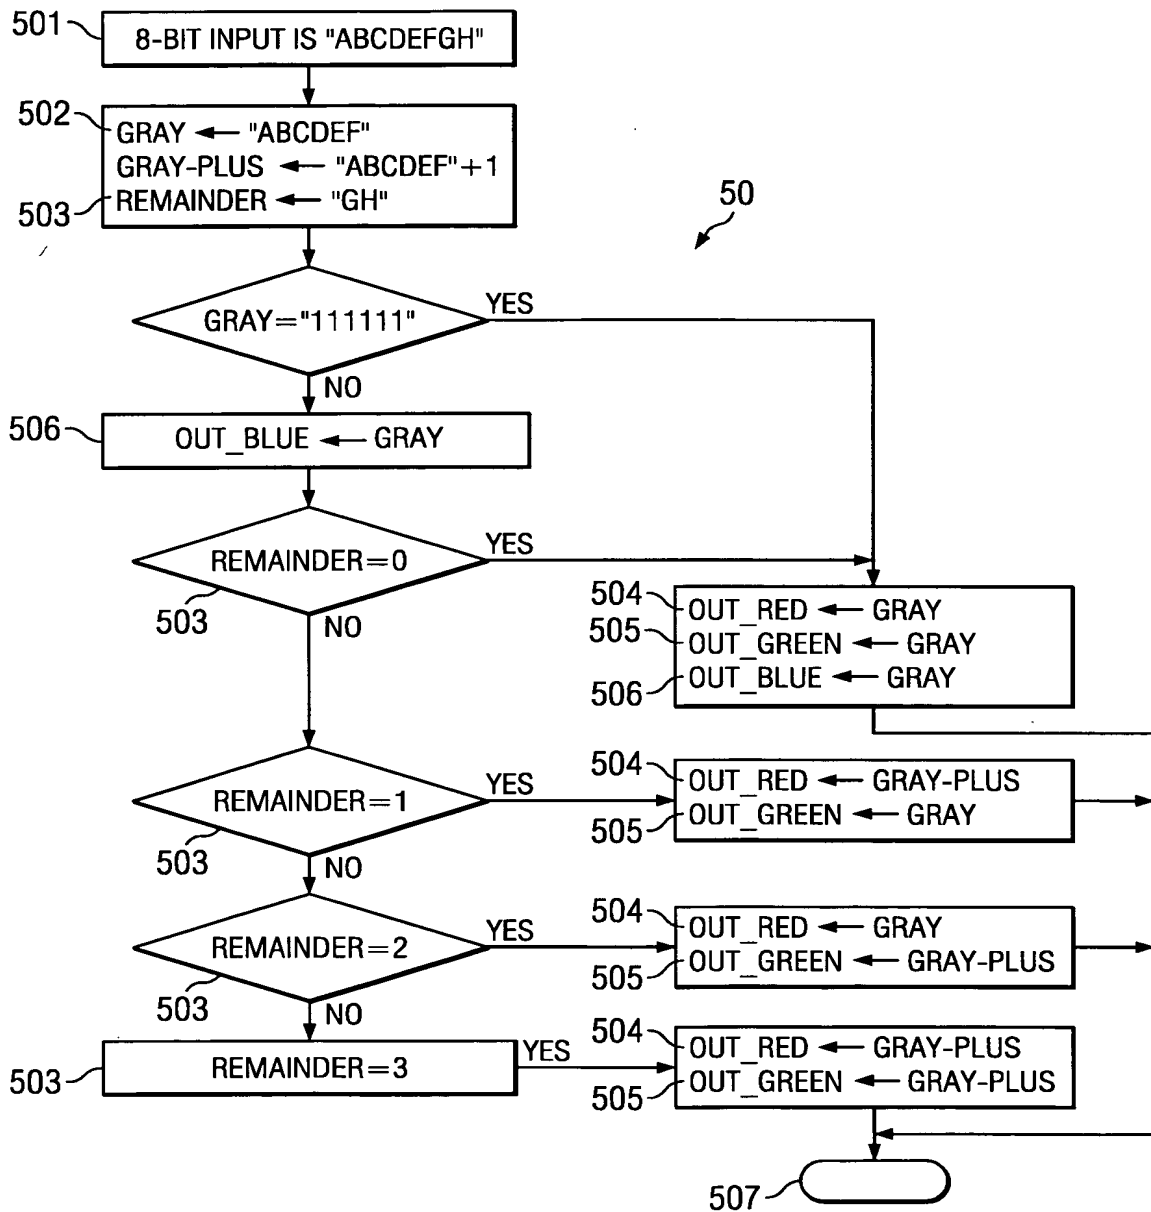 501
8-BIT INPUT IS "ABCDEFGH"
502
GRAY ← "ABCDEF"
GRAY-PLUS ← "ABCDEF"+1
503
REMAINDER ← "GH"
50
GRAY="111111"
YES
NO
506
OUT_BLUE ← GRAY
REMAINDER=0
YES
503
NO
504
OUT_RED ← GRAY
505
OUT_GREEN ← GRAY
506
OUT_BLUE ← GRAY
REMAINDER=1
YES
503
NO
504
OUT_RED ← GRAY-PLUS
505
OUT_GREEN ← GRAY
REMAINDER=2
YES
503
NO
504
OUT_RED ← GRAY
505
OUT_GREEN ← GRAY-PLUS
503
REMAINDER=3
YES
504
OUT_RED ← GRAY-PLUS
505
OUT_GREEN ← GRAY-PLUS
507